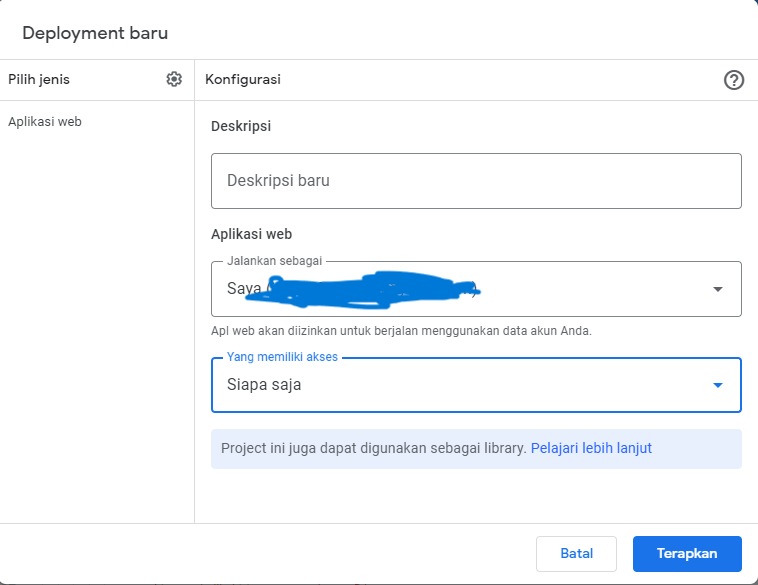 Deployment baru
Pilih jenis
Konfigurasi
Aplikasi web
Deskripsi
Deskripsi baru
Aplikasi web
Jalankan sebagai
Saya
Apl web akan diizinkan untuk berjalan menggunakan data akun Anda.
Yang memiliki akses
Siapa saja
Project ini juga dapat digunakan sebagai library. Pelajari lebih lanjut
Batal
Terapkan